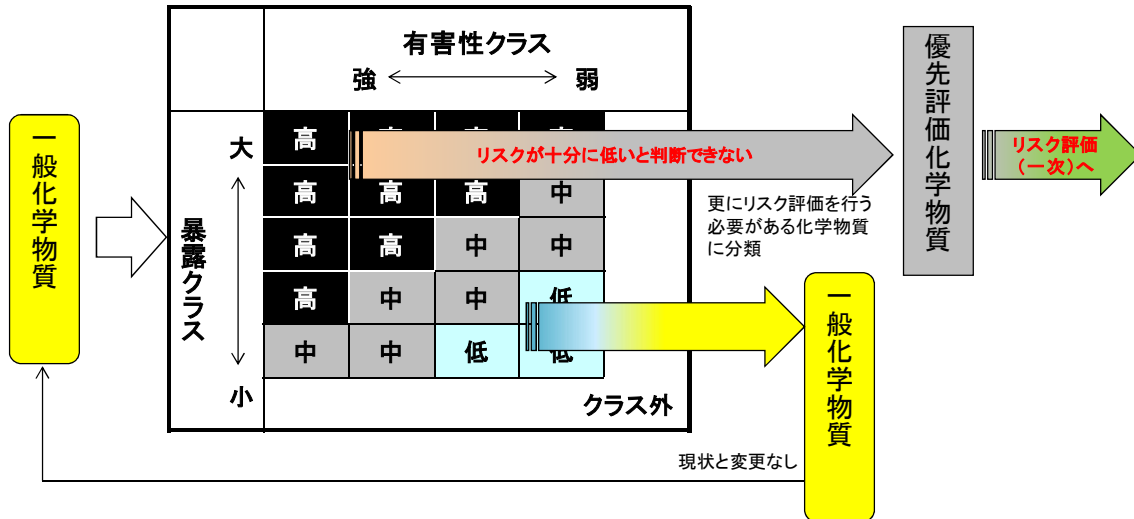 有害性クラス
強
弱
一般化学物質
暴露クラス
大
小
高
高 高 高 中
高 高 中 中
高 中 中 低
中 中 低 低
クラス外
リスクが十分に低いと判断できない
更にリスク評価を行う
必要がある化学物質
に分類
優先評価化学物質
リスク評価
(一次)へ
一般化学物質
現状と変更なし